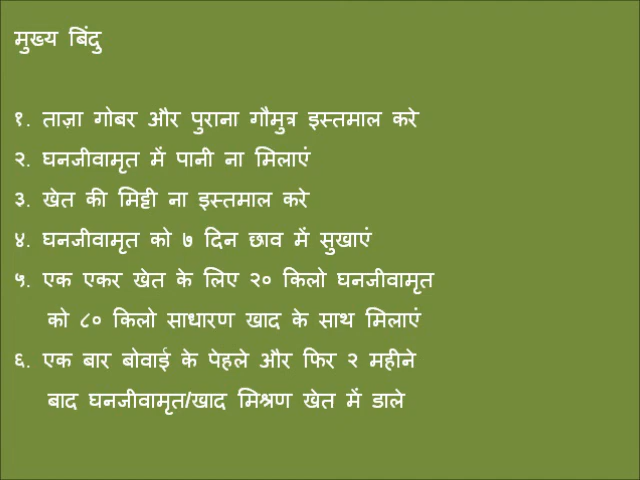 मुख्य बिंदु
१. ताज़ा गोबर और पुराना गौमुत्र इस्तमाल करे
२. घनजीवामृत में पानी ना मिलाएं
३. खेत की मिट्टी ना इस्तमाल करे
४. घनजीवामृत को ७ दिन छाव में सुखाएं
५. एक एकर खेत के लिए २० किलो घनजीवामृत
को ८० किलो साधारण खाद के साथ मिलाएं
६. एक बार बोवाई के पेहले और फिर २ महीने
बाद घनजीवामृत/खाद मिश्रण खेत में डाले